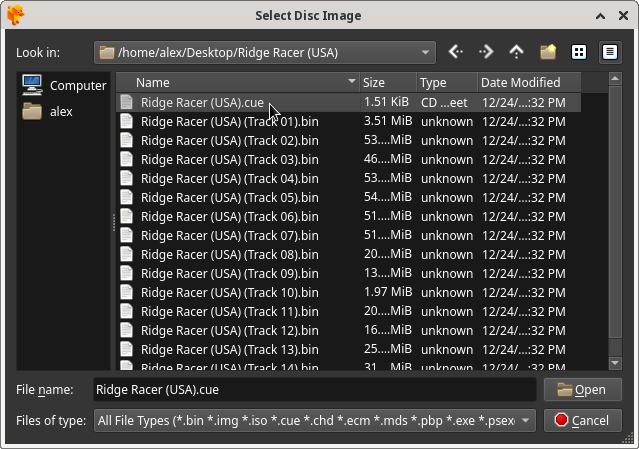 Select Disc Image
Look in: /home/alex/Desktop/Ridge Racer (USA)
Computer
alex
Name Size Type Date Modified
Ridge Racer (USA).cue 1.51 KiB CD ...eet 12/24/...:32 PM
Ridge Racer (USA) (Track 01).bin 3.51 MiB unknown 12/24/...:32 PM
Ridge Racer (USA) (Track 02).bin 53....MiB unknown 12/24/...:32 PM
Ridge Racer (USA) (Track 03).bin 46....MiB unknown 12/24/...:32 PM
Ridge Racer (USA) (Track 04).bin 53....MiB unknown 12/24/...:32 PM
Ridge Racer (USA) (Track 05).bin 54....MiB unknown 12/24/...:32 PM
Ridge Racer (USA) (Track 06).bin 51....MiB unknown 12/24/...:32 PM
Ridge Racer (USA) (Track 07).bin 51....MiB unknown 12/24/...:32 PM
Ridge Racer (USA) (Track 08).bin 20....MiB unknown 12/24/...:32 PM
Ridge Racer (USA) (Track 09).bin 13....MiB unknown 12/24/...:32 PM
Ridge Racer (USA) (Track 10).bin 1.97 MiB unknown 12/24/...:32 PM
Ridge Racer (USA) (Track 11).bin 20....MiB unknown 12/24/...:32 PM
Ridge Racer (USA) (Track 12).bin 16....MiB unknown 12/24/...:32 PM
Ridge Racer (USA) (Track 13).bin 25....MiB unknown 12/24/...:32 PM
Ridge Racer (USA) (Track 14).bin 31....MiB unknown 12/24/...:32 PM
File name: Ridge Racer (USA).cue Open
Files of type: All File Types (*.bin *.img *.iso *.cue *.chd *.ecm *.mds *.pbp *.exe *.psex Cancel